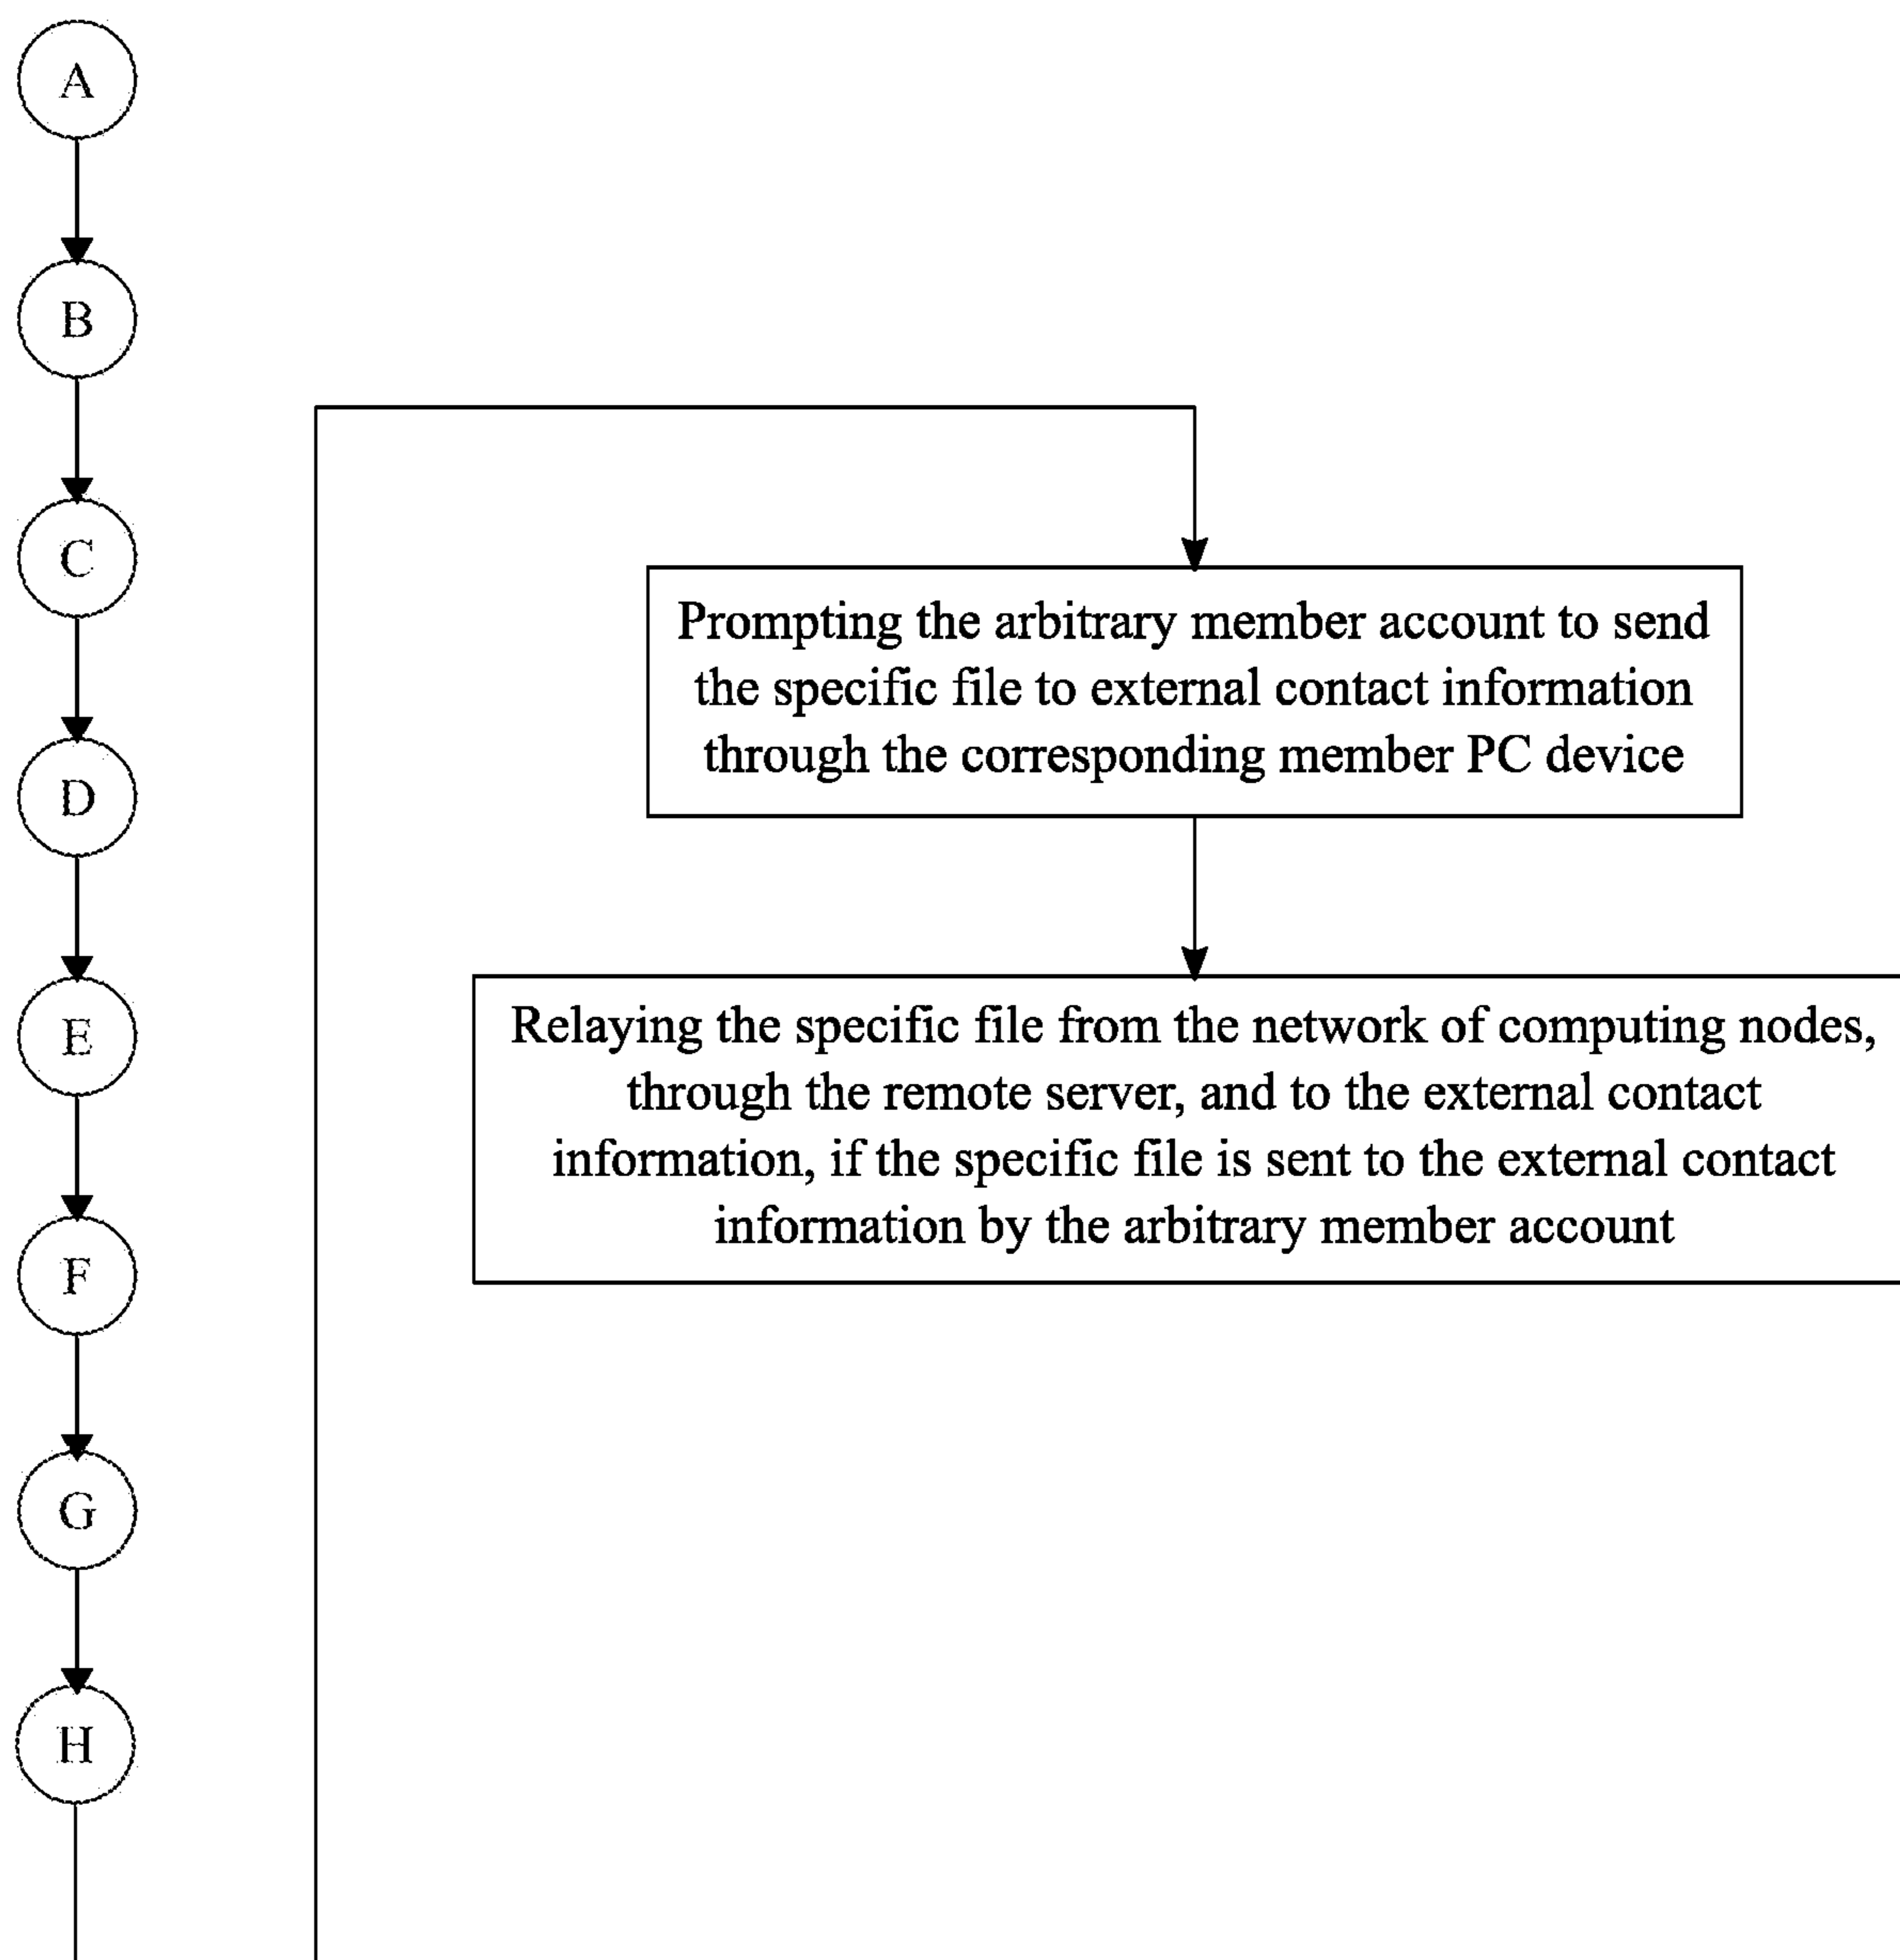 A
B
C
D
E
F
G
H
Prompting the arbitrary member account to send
the specific file to external contact information
through the corresponding member PC device
Relaying the specific file from the network of computing nodes,
through the remote server, and to the external contact
information, if the specific file is sent to the external contact
information by the arbitrary member account